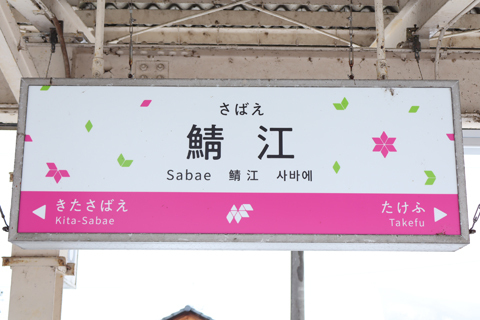 さばえ
鯖江
Sabae 鲭江 사바에
きたさばえ たけふ
Kita-Sabae Takefu